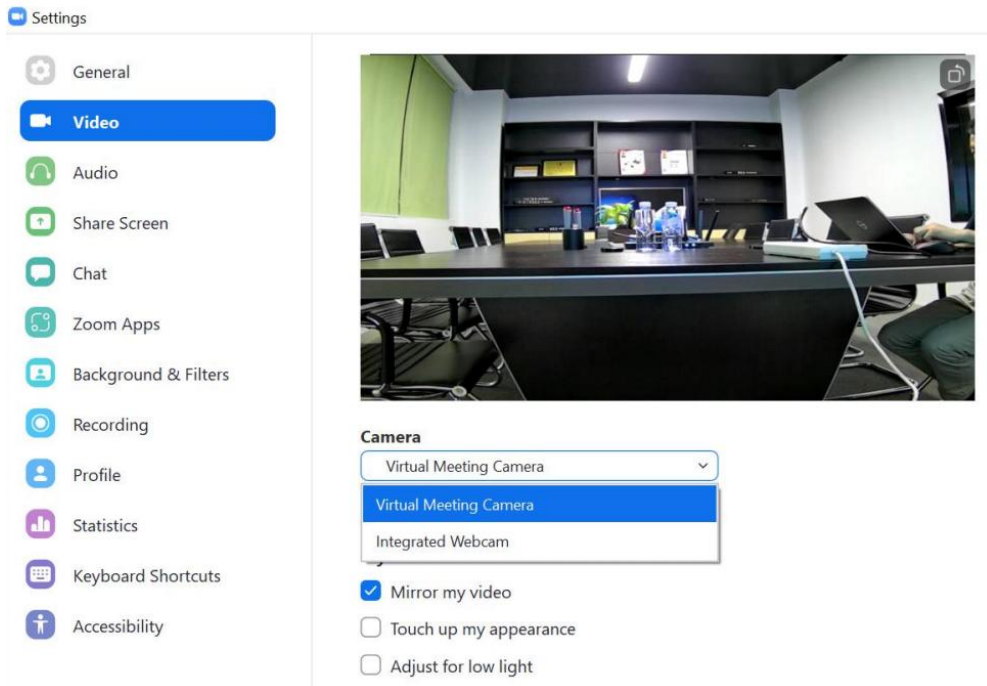 Settings
General
Video
Audio
Share Screen
Chat
Zoom Apps
Background & Filters
Recording
Profile
Statistics
Keyboard Shortcuts
Accessibility
Camera
Virtual Meeting Camera
Virtual Meeting Camera
Integrated Webcam
Mirror my video
Touch up my appearance
Adjust for low light